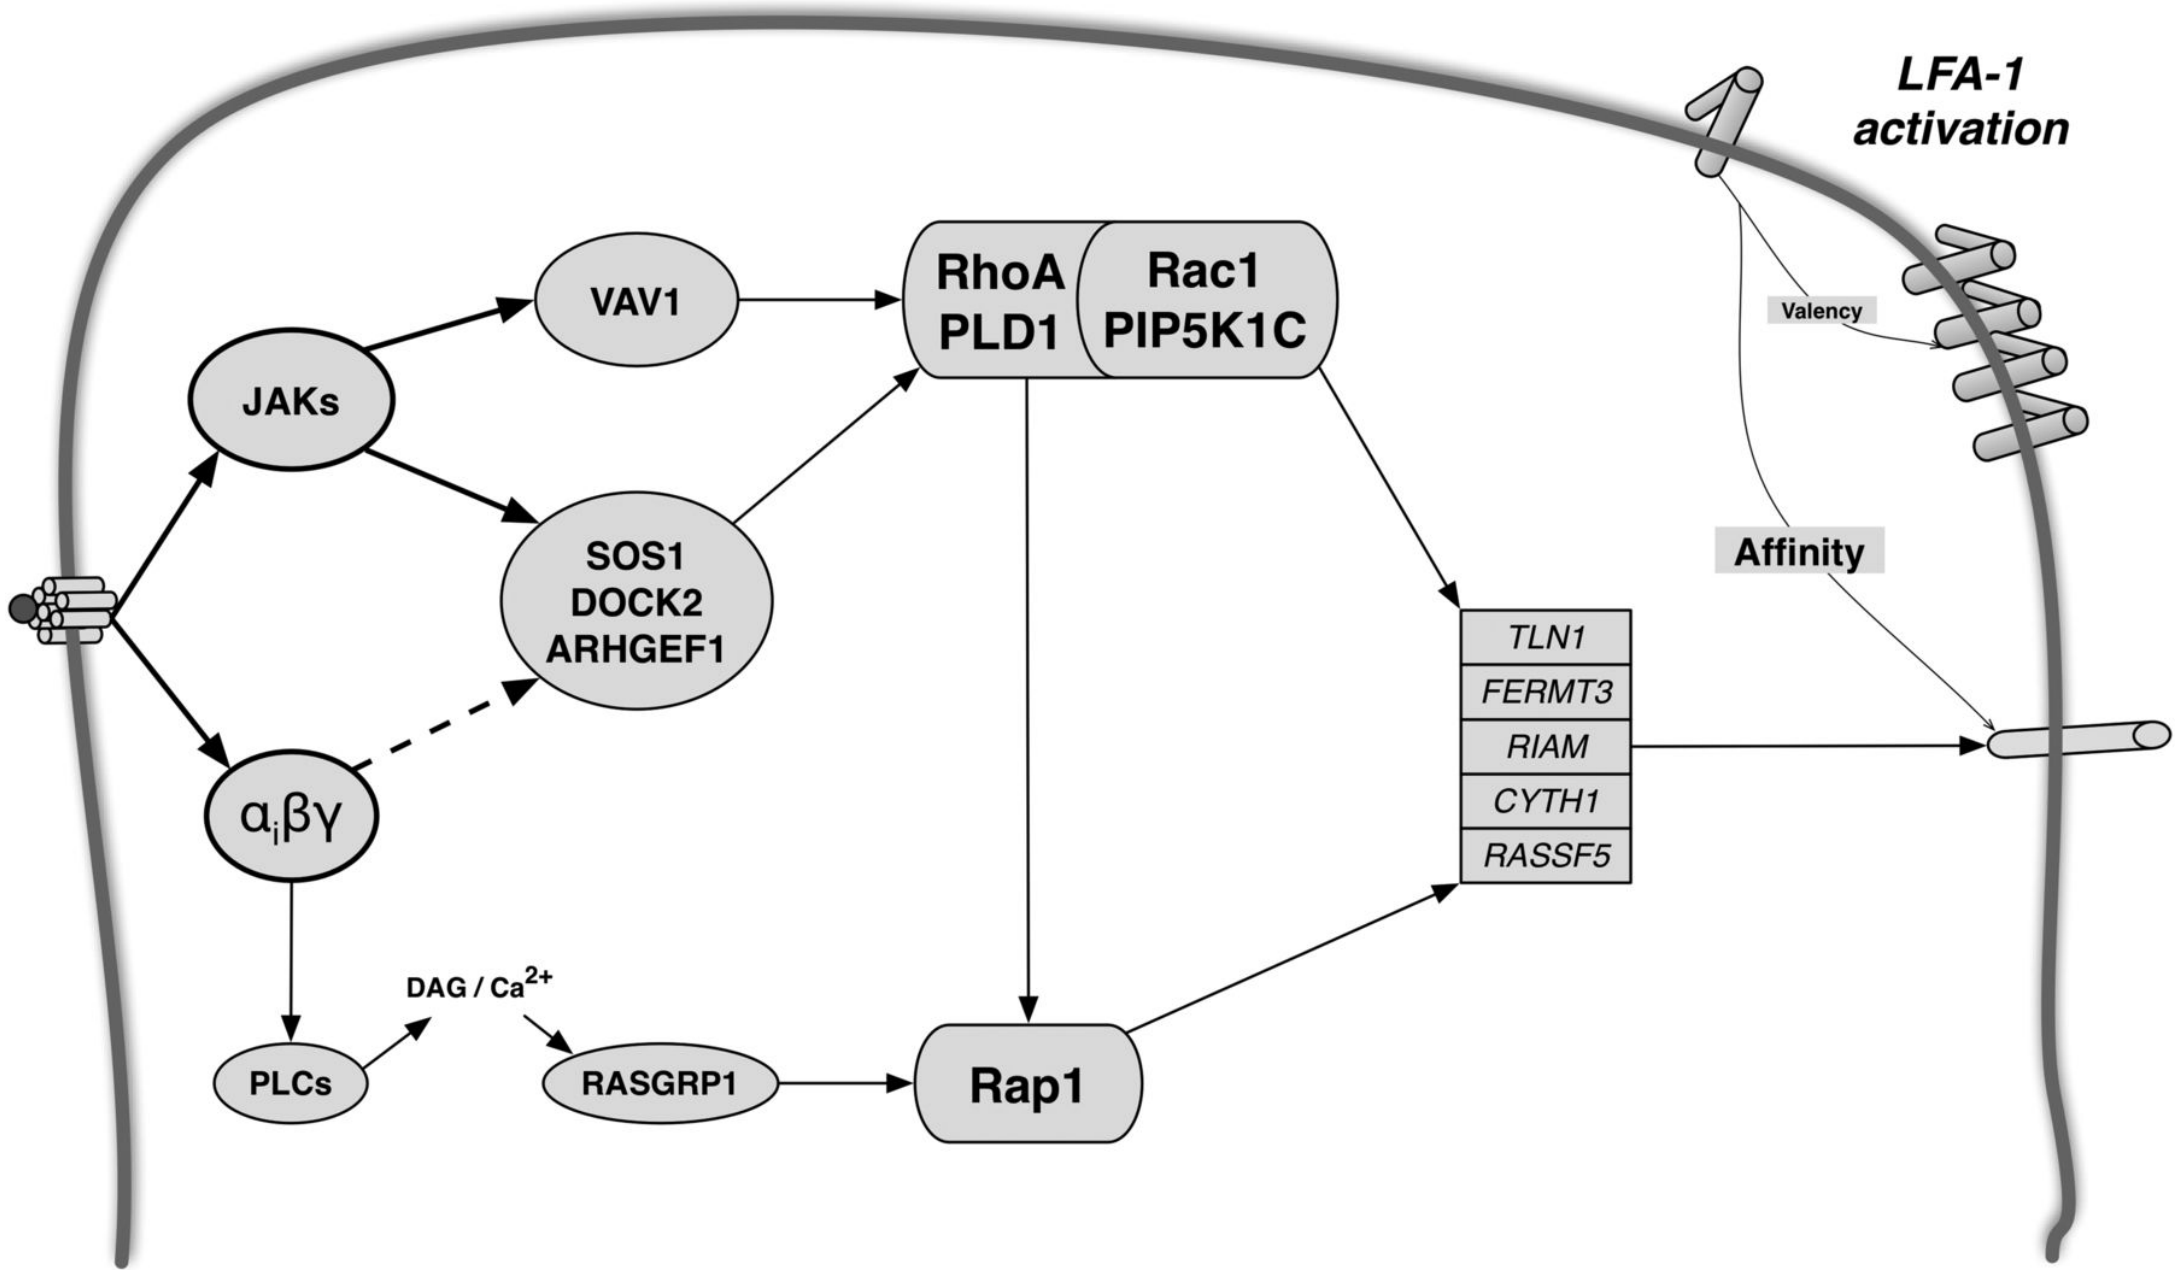 LFA-1
activation
VAV1
RhoA
PLD1
Rac1
PIP5K1C
Valency
JAKs
SOS1
DOCK2
ARHGEF1
Affinity
TLN1
FERMT3
RIAM
CYTH1
RASSF5
αᵢβγ
DAG / Ca²⁺
PLCs
RASGRP1
Rap1